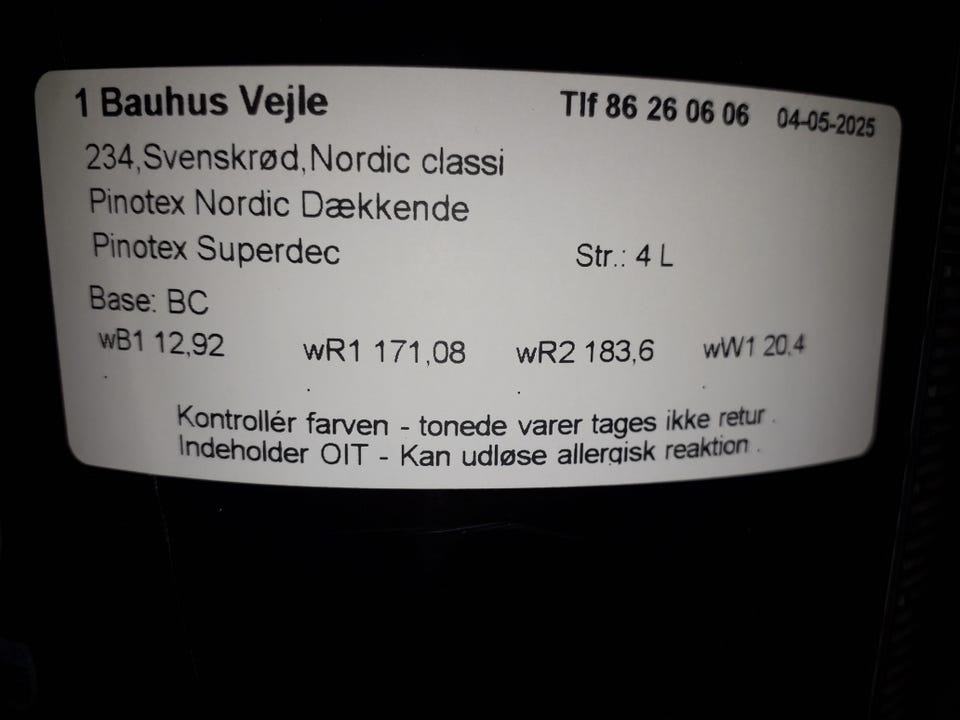 1 Bauhus Vejle Tlf 86 26 06 06 04-05-2025
234,Svenskrød,Nordic classi
Pinotex Nordic Dækkende
Pinotex Superdec Str.: 4 L
Base: BC
wB1 12,92 wR1 171,08 wR2 183,6 wW1 20,4
Kontrollér farven - tonede varer tages ikke retur .
Indeholder OIT - Kan udløse allergisk reaktion .